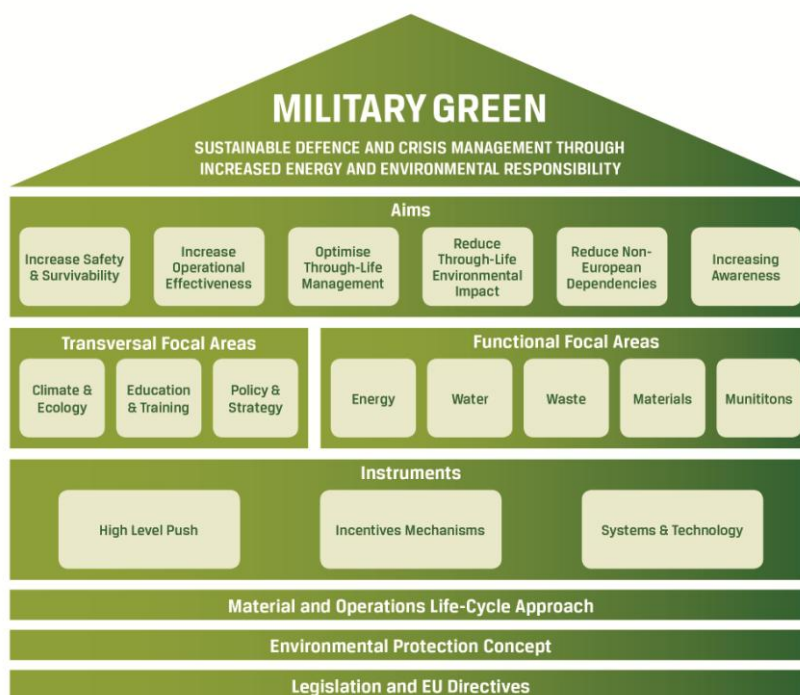 MILITARY GREEN
SUSTAINABLE DEFENCE AND CRISIS MANAGEMENT THROUGH
INCREASED ENERGY AND ENVIRONMENTAL RESPONSIBILITY
Aims
Increase Safety
& Survivability
Increase
Operational
Effectiveness
Optimise
Through-Life
Management
Reduce
Through-Life
Environmental
Impact
Reduce Non-
European
Dependencies
Increasing
Awareness
Transversal Focal Areas
Climate &
Ecology
Education
& Training
Policy &
Strategy
Functional Focal Areas
Energy
Water
Waste
Materials
Munititons
Instruments
High Level Push
Incentives Mechanisms
Systems & Technology
Material and Operations Life-Cycle Approach
Environmental Protection Concept
Legislation and EU Directives